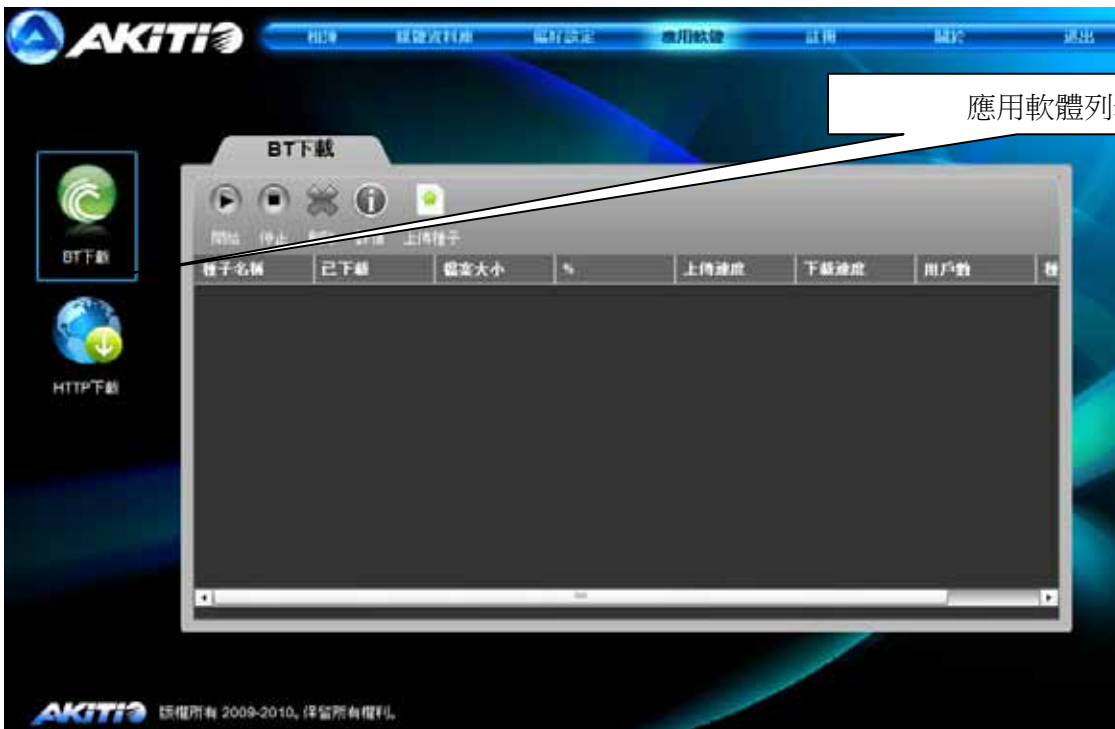 AKiTiO
相簿 媒體資料庫 偏好設定 應用軟體 註冊 關於 退出
應用軟體列
BT下載
開始 停止 上傳種子
BT下載
種子名稱 已下載 檔案大小 % 上傳速度 下載速度 用戶數 種
HTTP下載
AKiTiO 版權所有 2009-2010。保留所有權利。